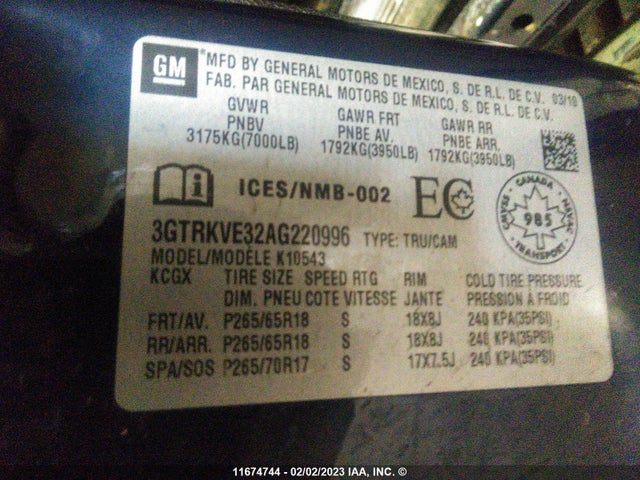 GM
*MFD BY GENERAL MOTORS DE MEXICO, S. DE R.L. DE C.V. 03/10
FAB. PAR GENERAL MOTORS DE MEXICO, S. DE R.L. DE C.V.
GVWR GAWR FRT GAWR RR
PNBV PNBE AV. PNBE ARR.
3175KG(7000LB) 1792KG(3950LB) 1792KG(3950LB)
i ICES/NMB-002 EC
CANADA
985
TRANSPORT
3GTRKVE32AG220996 TYPE: TRU/CAM
MODEL/MODÈLE K10543
KCGX TIRE SIZE SPEED RTG RIM COLD TIRE PRESSURE
DIM. PNEU COTE VITESSE JANTE PRESSION À FROID
FRT/AV. P265/65R18 S 18X8J 240 KPA(35PSI)
RR/ARR. P265/65R18 S 18X8J 240 KPA(35PSI)
SPA/SOS P265/70R17 S 17X7.5J 240 KPA(35PSI)
11674744 - 02/02/2023 IAA, INC. ©